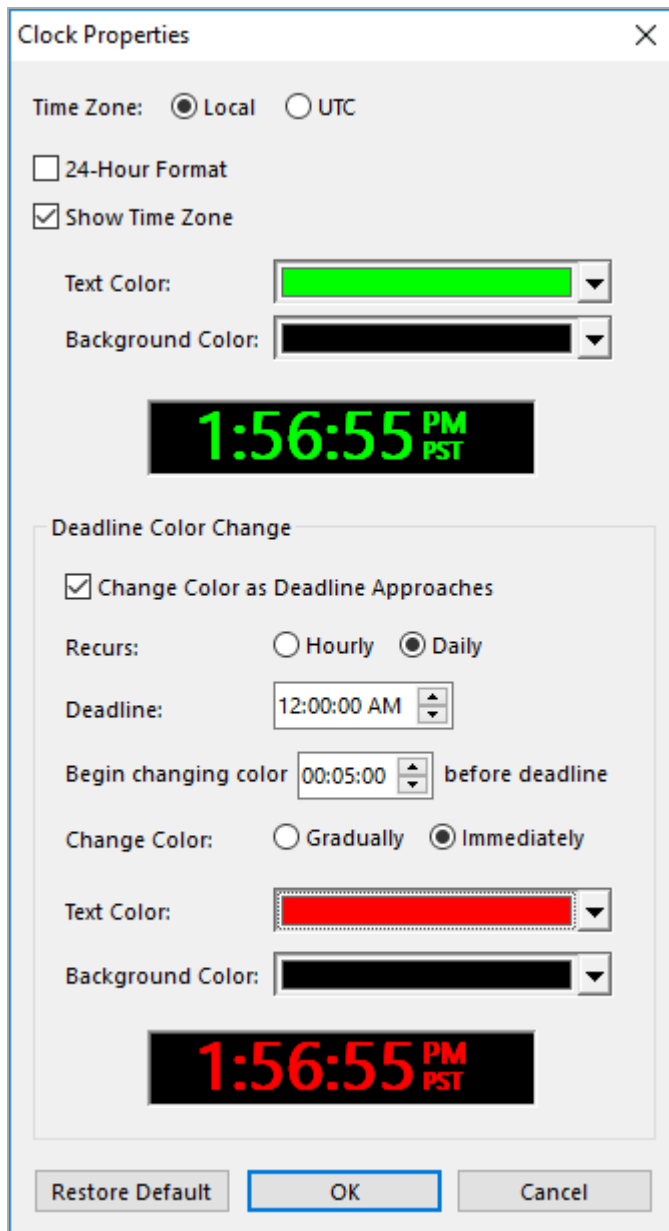 Clock Properties
Time Zone: Local UTC
24-Hour Format
Show Time Zone
Text Color:
Background Color:
1:56:55 PM PST
Deadline Color Change
Change Color as Deadline Approaches
Recurs: Hourly Daily
Deadline: 12:00:00 AM
Begin changing color 00:05:00 before deadline
Change Color: Gradually Immediately
Text Color:
Background Color:
1:56:55 PM PST
Restore Default OK Cancel